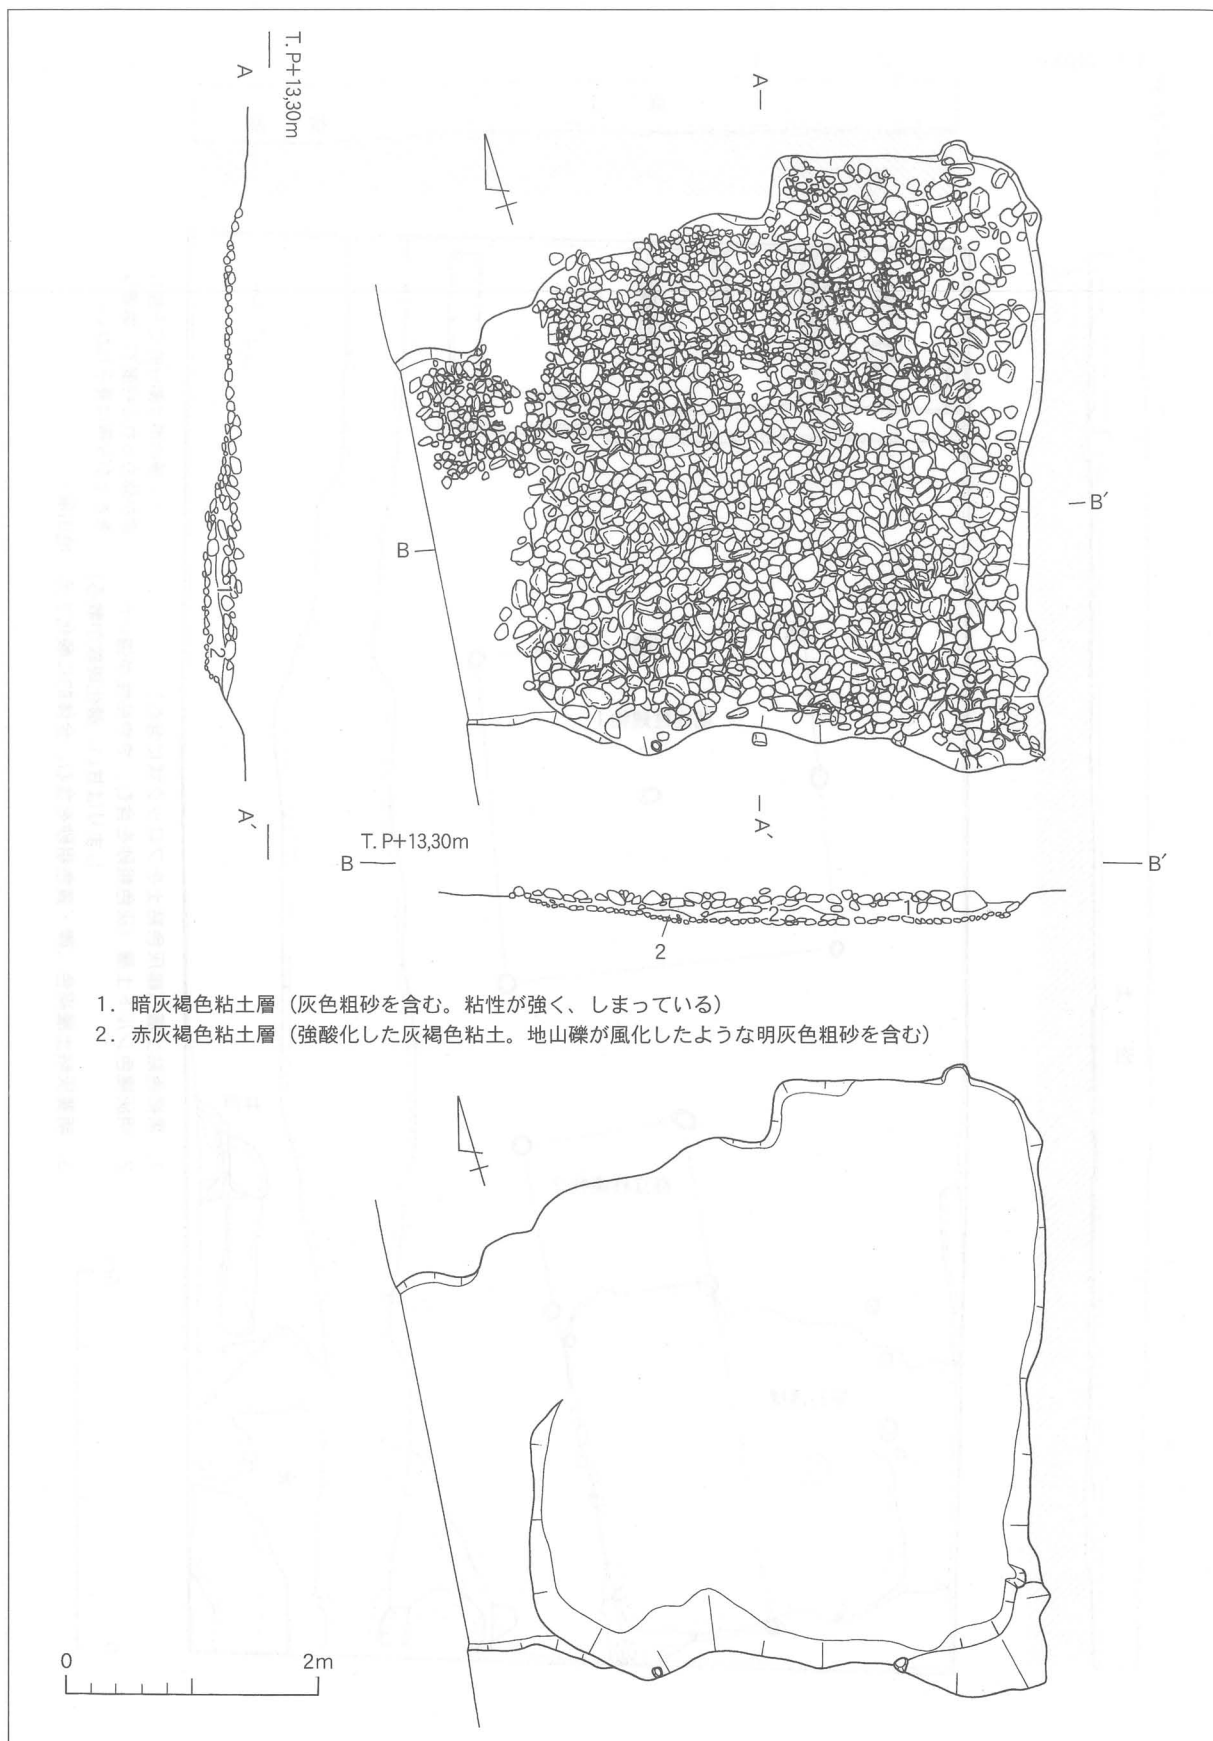 T. P+13,30m
A
A
B
B′
A′
A′
T. P+13,30m
B
B′
1
2
2
1
2
1. 暗灰褐色粘土層（灰色粗砂を含む。粘性が強く、しまっている）
2. 赤灰褐色粘土層（強酸化した灰褐色粘土。地山礫が風化したような明灰色粗砂を含む）
0
2m